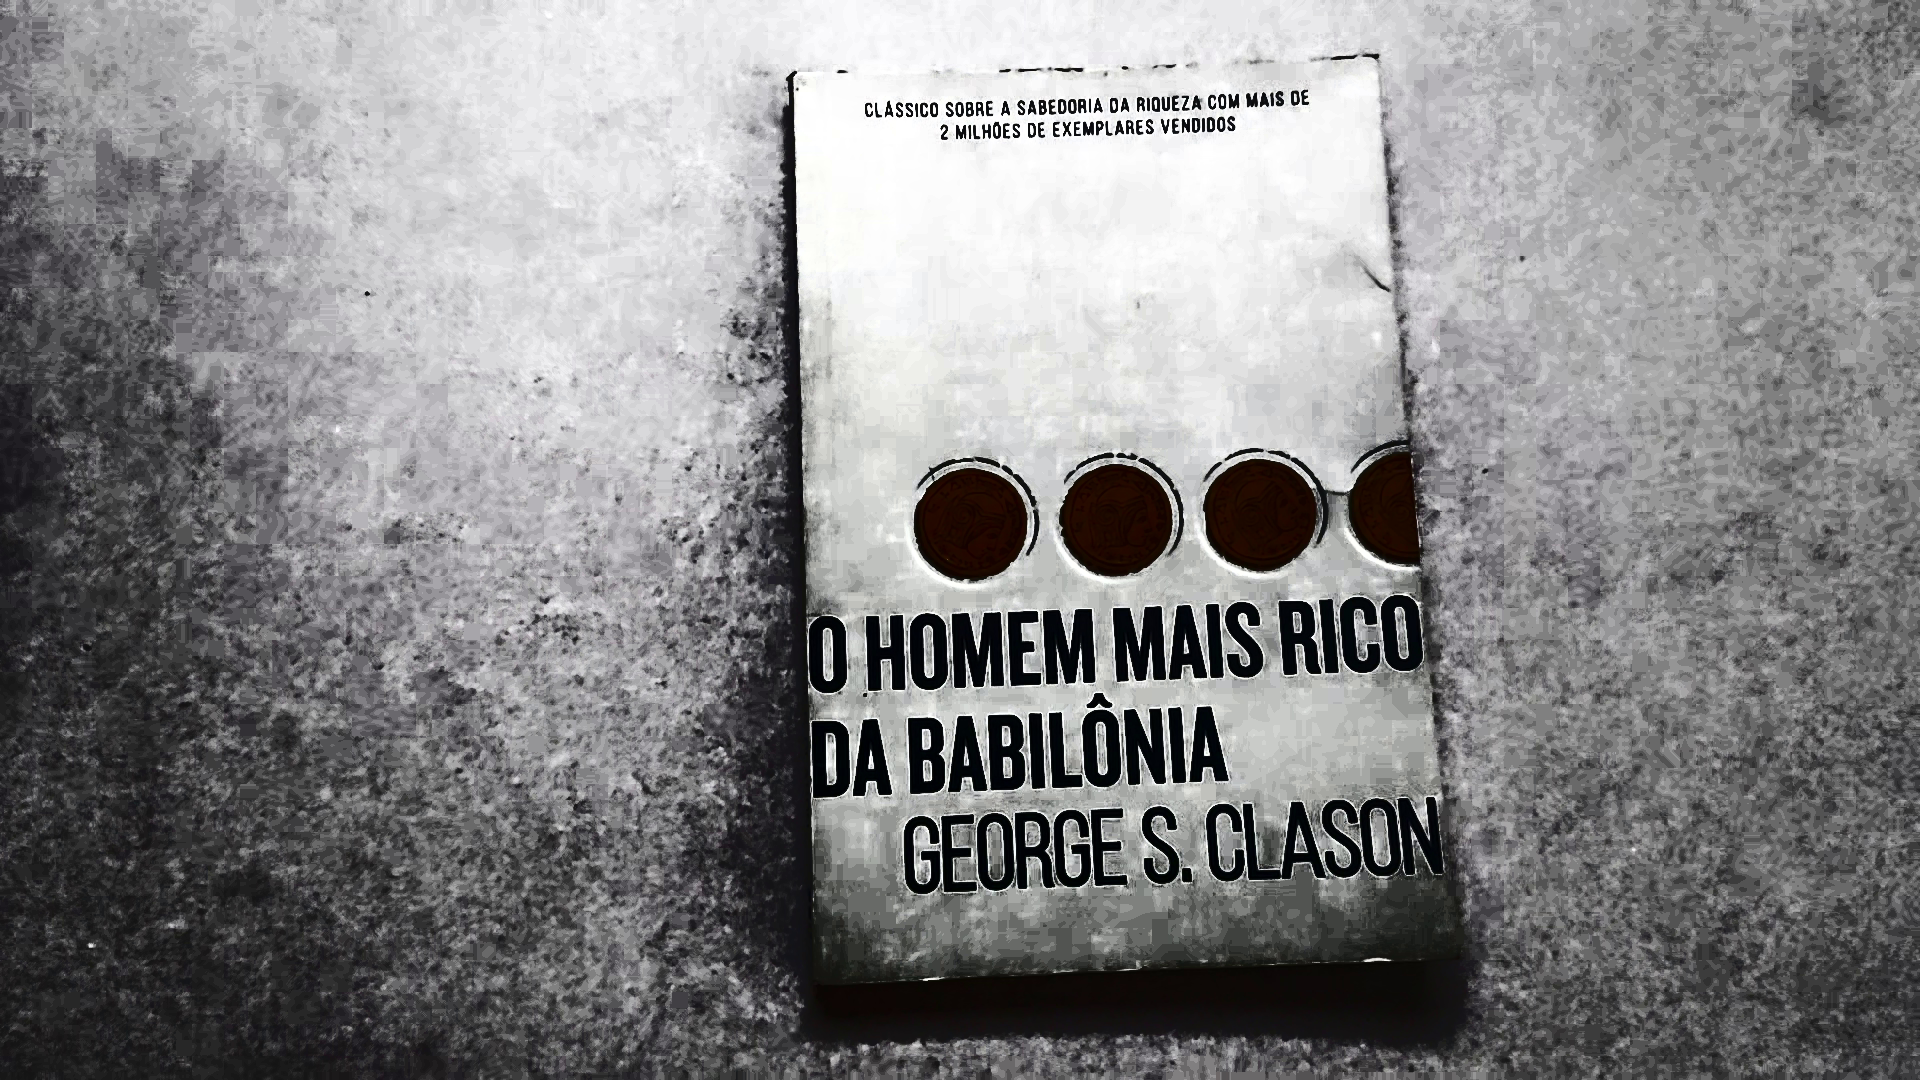 CLÁSSICO SOBRE A SABEDORIA DA RIQUEZA COM MAIS DE
2 MILHÕES DE EXEMPLARES VENDIDOS
O HOMEM MAIS RICO
DA BABILÔNIA
GEORGE S. CLASON